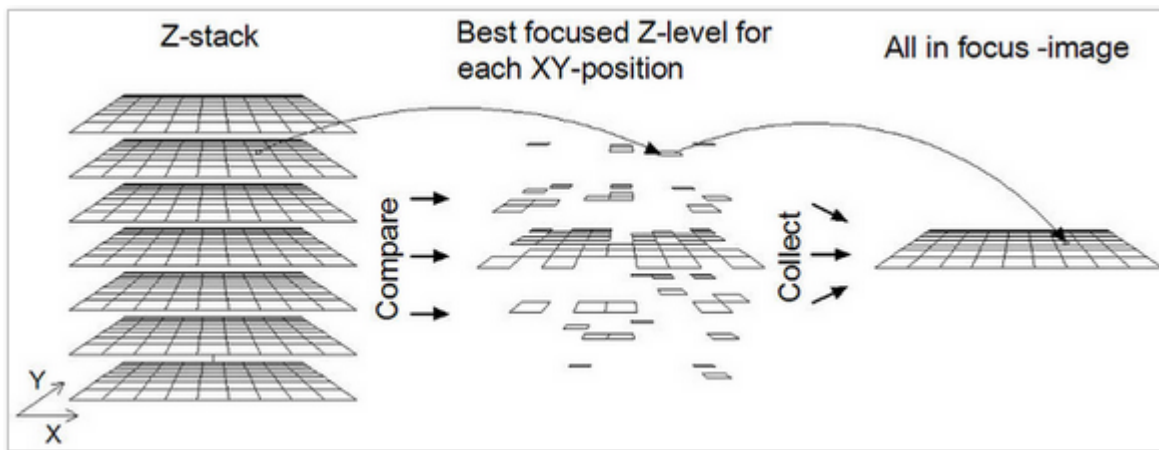 Z-stack
Best focused Z-level for
each XY-position
All in focus -image
Compare
Collect
Y
X